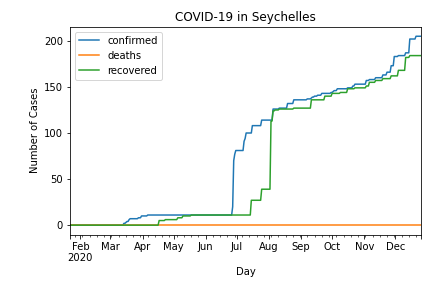 COVID-19 in Seychelles
confirmed
deaths
recovered
Number of Cases
200
150
100
50
0
Feb Mar Apr May Jun Jul Aug Sep Oct Nov Dec
2020
Day